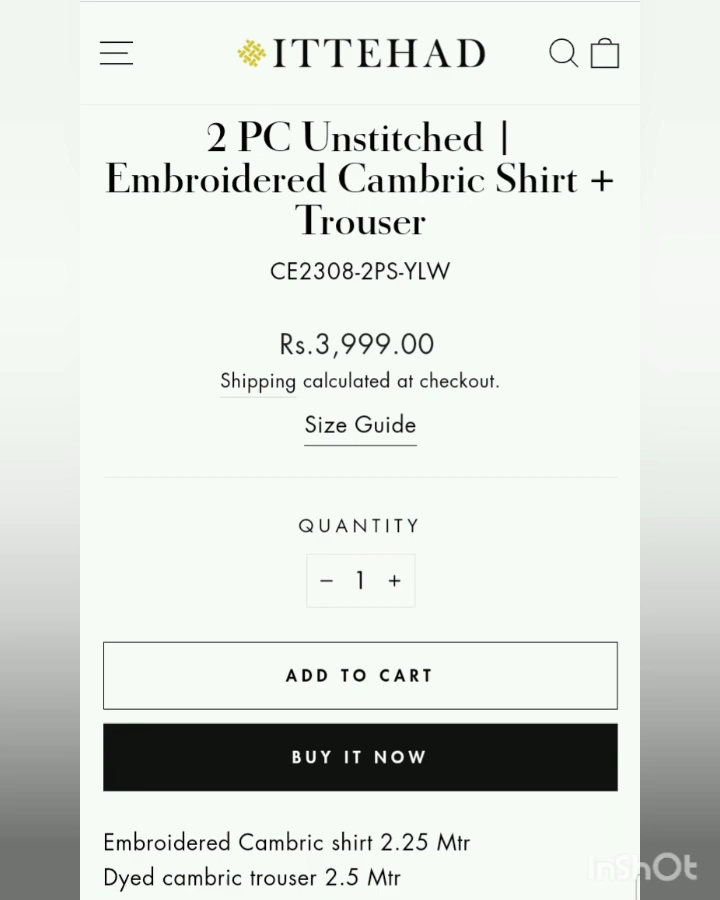 ITTEHAD
2 PC Unstitched |
Embroidered Cambric Shirt +
Trouser
CE2308-2PS-YLW
Rs.3,999.00
Shipping calculated at checkout.
Size Guide
QUANTITY
− 1 +
ADD TO CART
BUY IT NOW
Embroidered Cambric shirt 2.25 Mtr
Dyed cambric trouser 2.5 Mtr
InShOt